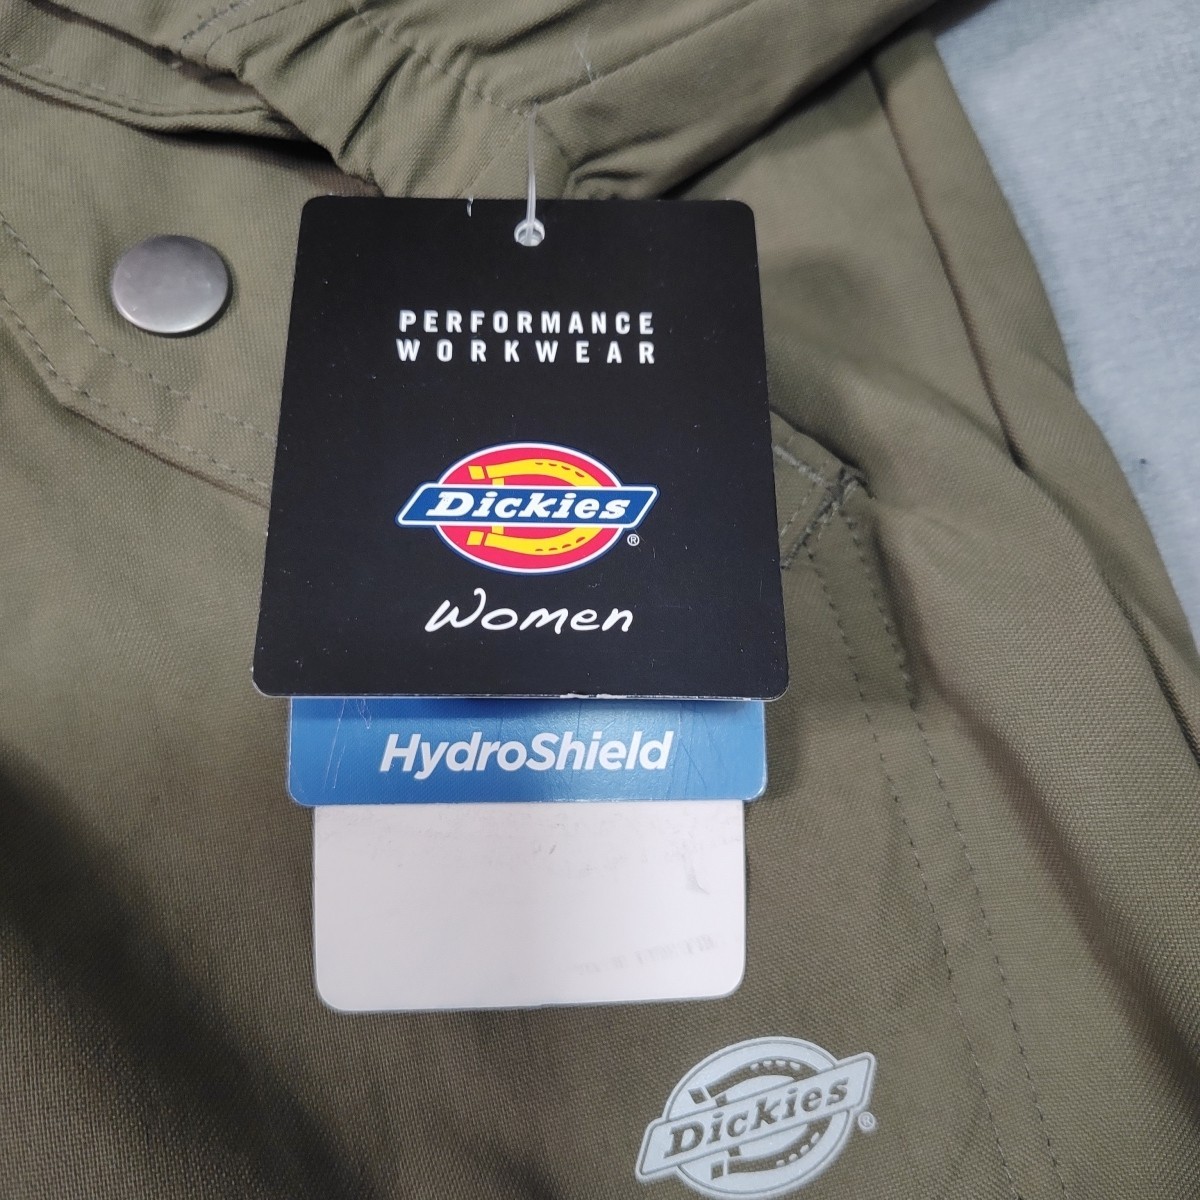 PERFORMANCE
WORKWEAR
Dickies®
Women
HydroShield
Dickies®